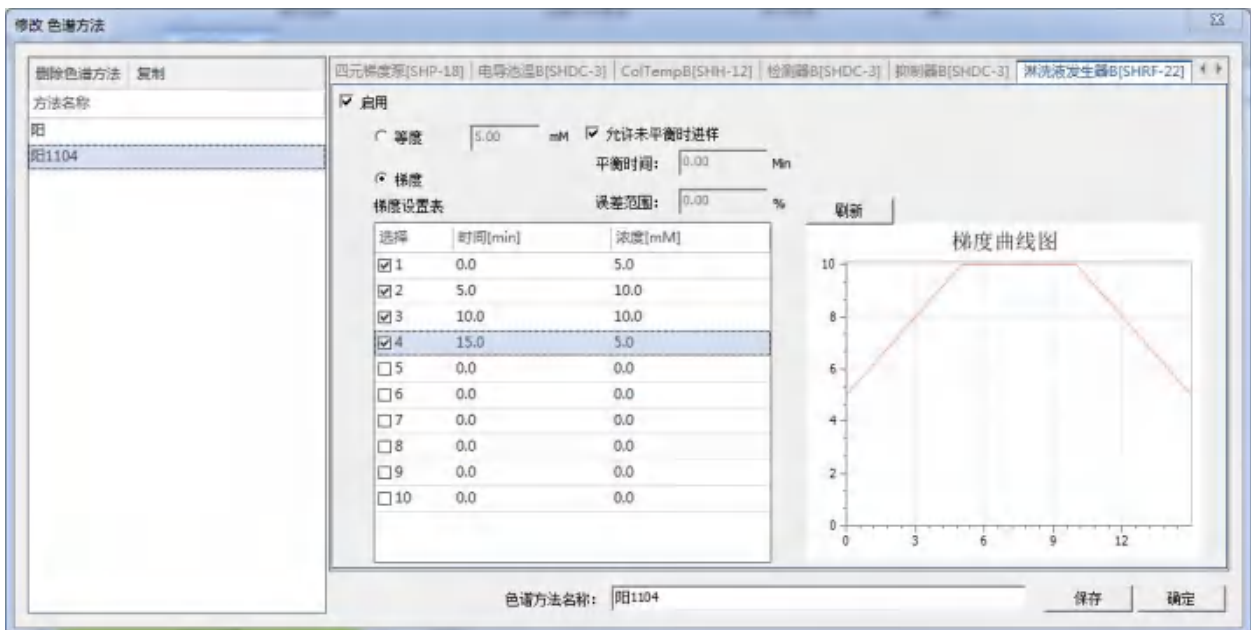 修改 色谱方法
删除色谱方法 复制
方法名称
阳
阳1104
四元梯度泵[SHP-18] 电导池温B[SHDC-3] ColTempB[SHH-12] 检测器B[SHDC-3] 抑制器B[SHDC-3] 淋洗液发生器B[SHRF-22]
启用
等度 5.00 mM 允许未平衡时进样
平衡时间: 0.00 Min
梯度
梯度设置表 误差范围: 0.00 %
刷新
选择 时间[min] 浓度[mM]
1 0.0 5.0
2 5.0 10.0
3 10.0 10.0
4 15.0 5.0
5 0.0 0.0
6 0.0 0.0
7 0.0 0.0
8 0.0 0.0
9 0.0 0.0
10 0.0 0.0
梯度曲线图
10
8
6
4
2
0
0 3 6 9 12
色谱方法名称: 阳1104 保存 确定